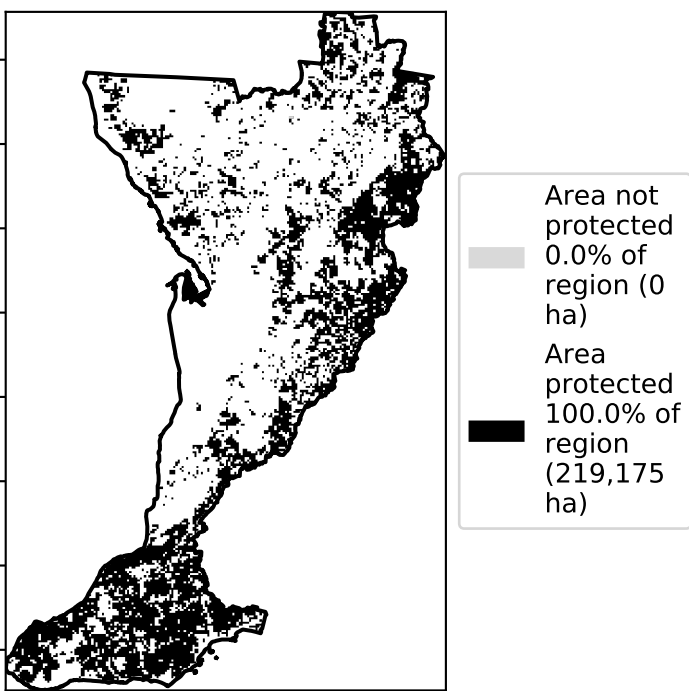 Area not
protected
0.0% of
region (0
ha)
Area
protected
100.0% of
region
(219,175
ha)